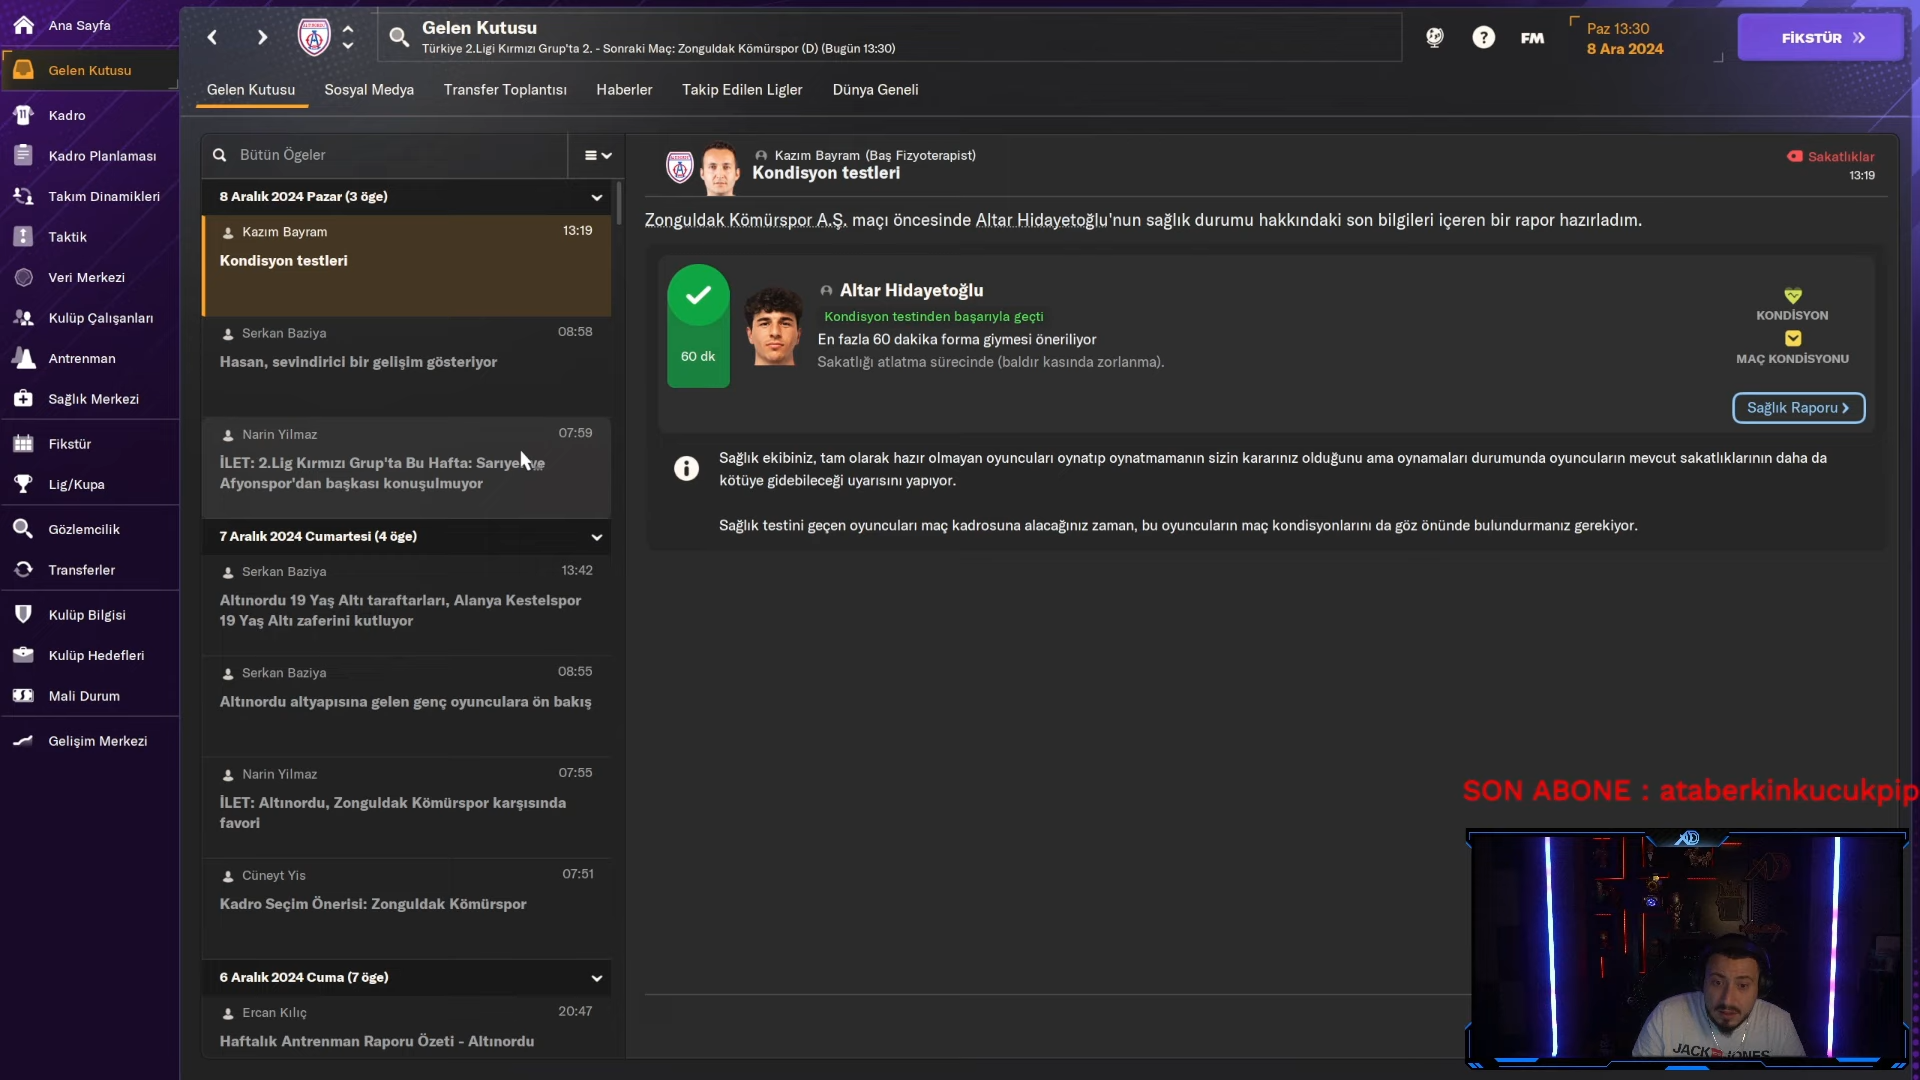 Ana Sayfa
Gelen Kutusu
Kadro
Kadro Planlaması
Takım Dinamikleri
Taktik
Veri Merkezi
Kulüp Çalışanları
Antrenman
Sağlık Merkezi
Fikstür
Lig/Kupa
Gözlemcilik
Transferler
Kulüp Bilgisi
Kulüp Hedefleri
Mali Durum
Gelişim Merkezi
Gelen Kutusu
Türkiye 2.Ligi Kırmızı Grup'ta 2. - Sonraki Maç: Zonguldak Kömürspor (D) (Bugün 13:30)
FM
Paz 13:30
8 Ara 2024
FİKSTÜR
Gelen Kutusu Sosyal Medya Transfer Toplantısı Haberler Takip Edilen Ligler Dünya Geneli
Bütün Ögeler
8 Aralık 2024 Pazar (3 öge)
Kazım Bayram 13:19
Kondisyon testleri
Serkan Baziya 08:58
Hasan, sevindirici bir gelişim gösteriyor
Narin Yilmaz 07:59
İLET: 2.Lig Kırmızı Grup'ta Bu Hafta: Sarıyer ve
Afyonspor'dan başkası konuşulmuyor
7 Aralık 2024 Cumartesi (4 öge)
Serkan Baziya 13:42
Altınordu 19 Yaş Altı taraftarları, Alanya Kestelspor
19 Yaş Altı zaferini kutluyor
Serkan Baziya 08:55
Altınordu altyapısına gelen genç oyunculara ön bakış
Narin Yilmaz 07:55
İLET: Altınordu, Zonguldak Kömürspor karşısında
favori
Cüneyt Yis 07:51
Kadro Seçim Önerisi: Zonguldak Kömürspor
6 Aralık 2024 Cuma (7 öge)
Ercan Kılıç 20:47
Haftalık Antrenman Raporu Özeti - Altınordu
Kazım Bayram (Baş Fizyoterapist)
Kondisyon testleri
Sakatlıklar
13:19
Zonguldak Kömürspor A.Ş. maçı öncesinde Altar Hidayetoğlu'nun sağlık durumu hakkındaki son bilgileri içeren bir rapor hazırladım.
60 dk
Altar Hidayetoğlu
Kondisyon testinden başarıyla geçti
En fazla 60 dakika forma giymesi öneriliyor
Sakatlığı atlatma sürecinde (baldır kasında zorlanma).
KONDİSYON
MAÇ KONDİSYONU
Sağlık Raporu
Sağlık ekibiniz, tam olarak hazır olmayan oyuncuları oynatıp oynatmamanın sizin kararınız olduğunu ama oynamaları durumunda oyuncuların mevcut sakatlıklarının daha da
kötüye gidebileceği uyarısını yapıyor.
Sağlık testini geçen oyuncuları maç kadrosuna alacağınız zaman, bu oyuncuların maç kondisyonlarını da göz önünde bulundurmanız gerekiyor.
SON ABONE : ataberkinkucukpip
JACK JONES